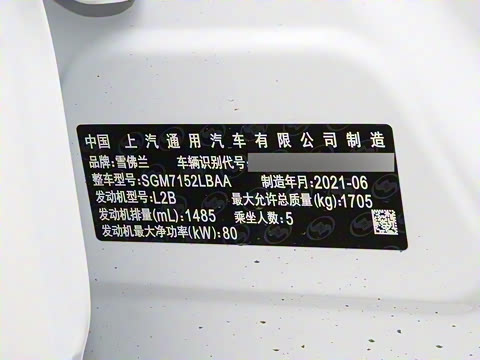 中国 上汽通用汽车有限公司制造
品牌:雪佛兰 车辆识别代号:
整车型号:SGM7152LBAA 制造年月:2021-06
发动机型号:L2B 最大允许总质量(kg):1705
发动机排量(mL):1485 乘坐人数:5
发动机最大净功率(kW):80